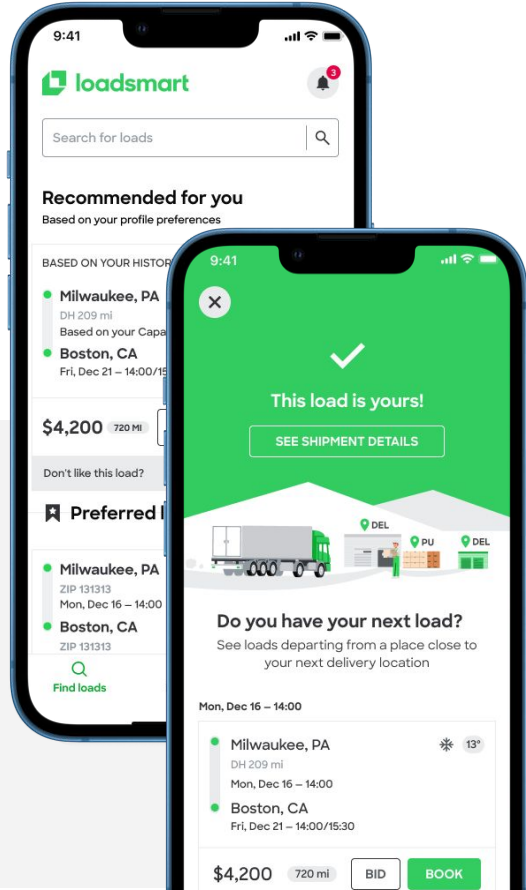 9:41
loadsmart
3
Search for loads
Recommended for you
Based on your profile preferences
BASED ON YOUR HISTOR
Milwaukee, PA
DH 209 mi
Based on your Capa
Boston, CA
Fri, Dec 21 – 14:00/15
$4,200 720 MI
Don't like this load?
Preferred l
Milwaukee, PA
ZIP 131313
Mon, Dec 16 – 14:00
Boston, CA
ZIP 131313
Find loads
9:41
This load is yours!
SEE SHIPMENT DETAILS
DEL
PU
DEL
Do you have your next load?
See loads departing from a place close to
your next delivery location
Mon, Dec 16 – 14:00
Milwaukee, PA
13°
DH 209 mi
Mon, Dec 16 – 14:00
Boston, CA
Fri, Dec 21 – 14:00/15:30
$4,200 720 mi BID BOOK